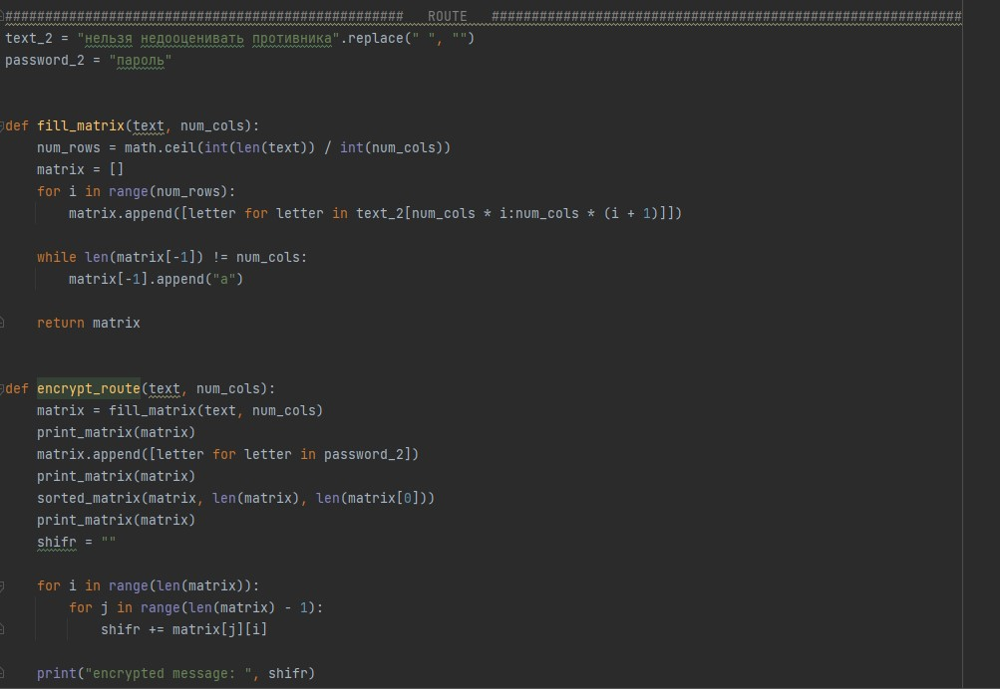 ################################################## ROUTE ###########################################################
text_2 = "нельзя недооценивать противника".replace(" ", "")
password_2 = "пароль"
def fill_matrix(text, num_cols):
num_rows = math.ceil(int(len(text)) / int(num_cols))
matrix = []
for i in range(num_rows):
matrix.append([letter for letter in text_2[num_cols * i:num_cols * (i + 1)]])
while len(matrix[-1]) != num_cols:
matrix[-1].append("а")
return matrix
def encrypt_route(text, num_cols):
matrix = fill_matrix(text, num_cols)
print_matrix(matrix)
matrix.append([letter for letter in password_2])
print_matrix(matrix)
sorted_matrix(matrix, len(matrix), len(matrix[0]))
print_matrix(matrix)
shifr = ""
for i in range(len(matrix)):
for j in range(len(matrix) - 1):
shifr += matrix[j][i]
print("encrypted message: ", shifr)